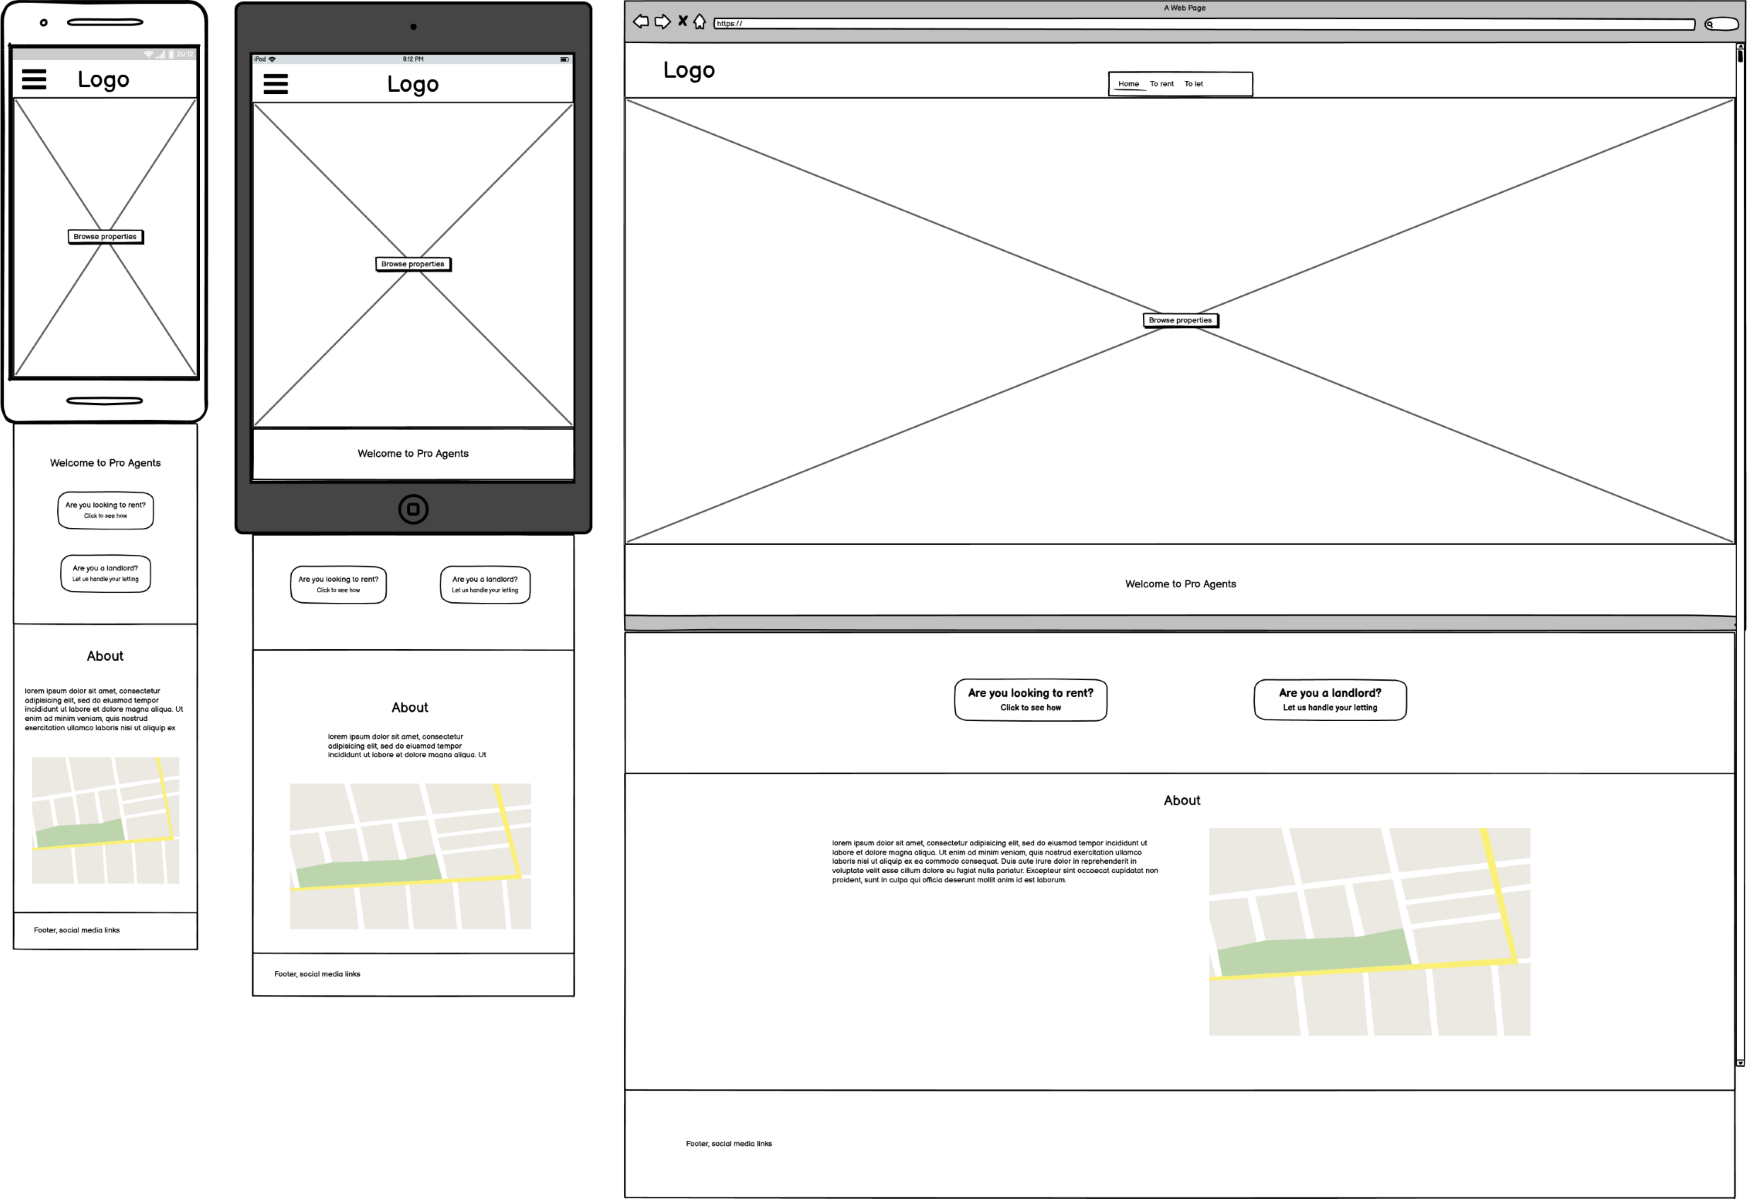 20:12
Logo
Browse properties
Welcome to Pro Agents
Are you looking to rent?
Click to see how
Are you a landlord?
Let us handle your letting
About
lorem ipsum dolor sit amet, consectetur
adipisicing elit, sed do eiusmod tempor
incididunt ut labore et dolore magna aliqua. Ut
enim ad minim veniam, quis nostrud
exercitation ullamco laboris nisi ut aliquip ex
Footer, social media links
iPod
8:12 PM
Logo
Browse properties
Welcome to Pro Agents
Are you looking to rent?
Click to see how
Are you a landlord?
Let us handle your letting
About
lorem ipsum dolor sit amet, consectetur
adipisicing elit, sed do eiusmod tempor
incididunt ut labore et dolore magna aliqua. Ut
Footer, social media links
A Web Page
https://
Logo
Home To rent To let
Browse properties
Welcome to Pro Agents
Are you looking to rent?
Click to see how
Are you a landlord?
Let us handle your letting
About
lorem ipsum dolor sit amet, consectetur adipisicing elit, sed do eiusmod tempor incididunt ut
labore et dolore magna aliqua. Ut enim ad minim veniam, quis nostrud exercitation ullamco
laboris nisi ut aliquip ex ea commodo consequat. Duis aute irure dolor in reprehenderit in
voluptate velit esse cillum dolore eu fugiat nulla pariatur. Excepteur sint occaecat cupidatat non
proident, sunt in culpa qui officia deserunt mollit anim id est laborum.
Footer, social media links